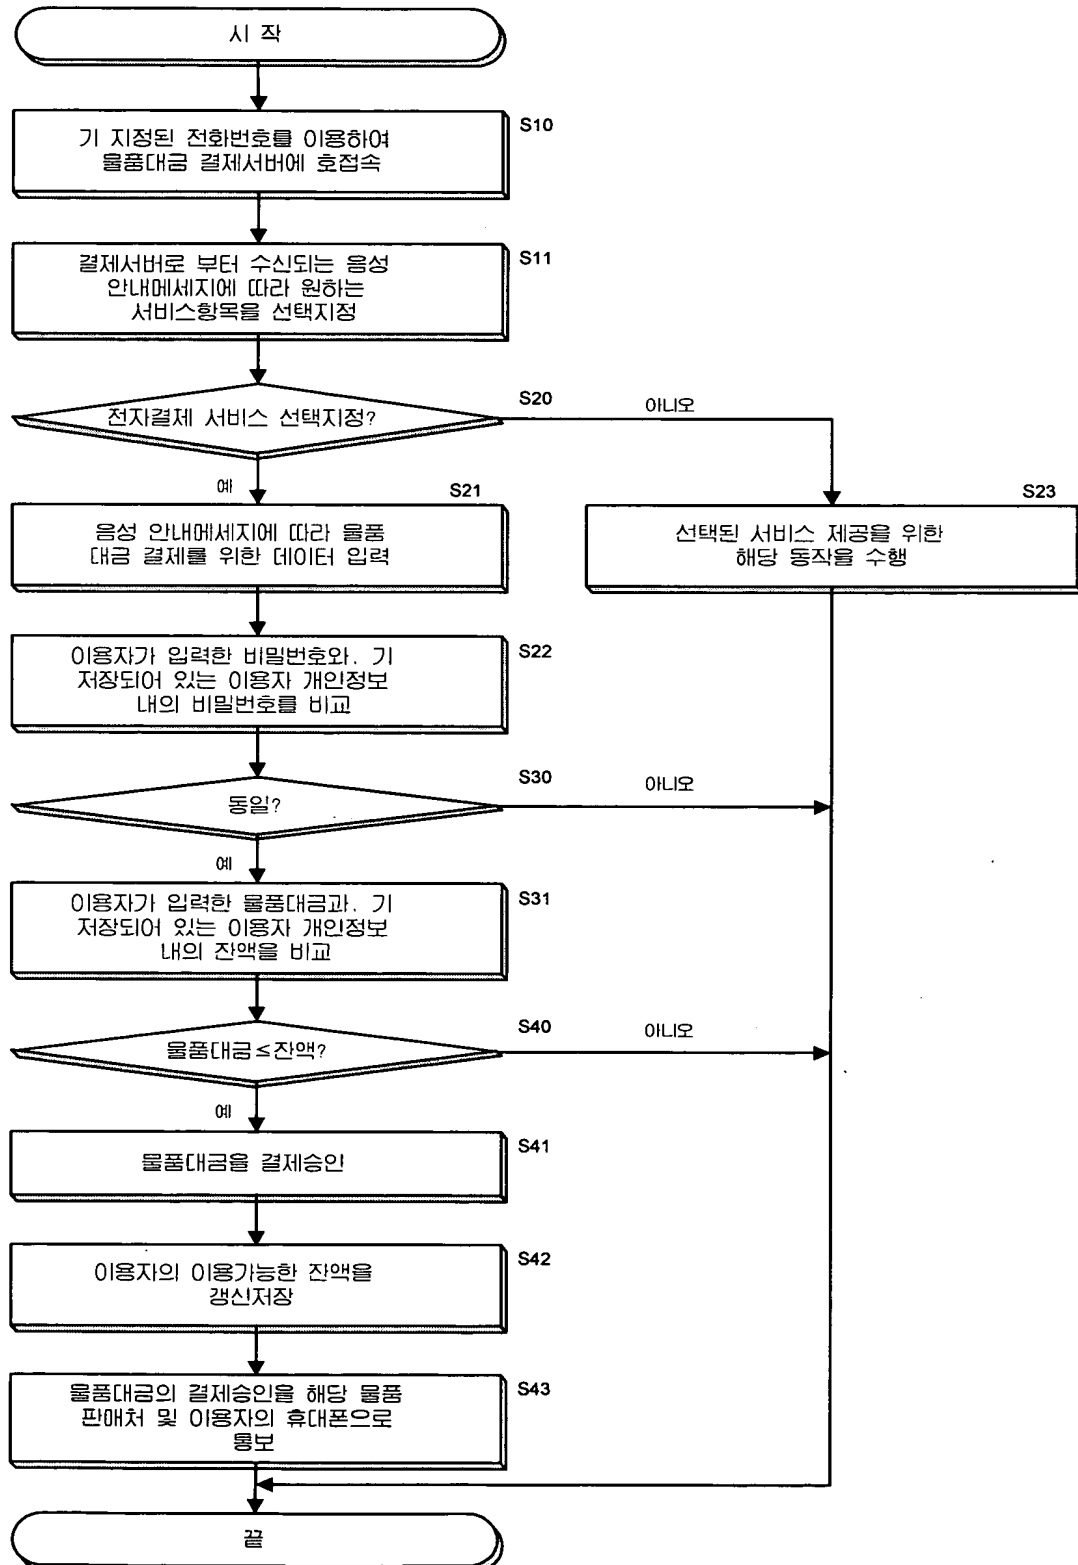 시 작
기 지정된 전화번호를 이용하여
물품대금 결제서버에 호접속
S10
결제서버로 부터 수신되는 음성
안내메세지에 따라 원하는
서비스항목을 선택지정
S11
전자결제 서비스 선택지정?
S20
아니오
예
S21
음성 안내메세지에 따라 물품
대금 결제를 위한 데이터 입력
S23
선택된 서비스 제공을 위한
해당 동작을 수행
이용자가 입력한 비밀번호와, 기
저장되어 있는 이용자 개인정보
내의 비밀번호를 비교
S22
동일?
S30
아니오
예
이용자가 입력한 물품대금과, 기
저장되어 있는 이용자 개인정보
내의 잔액을 비교
S31
물품대금≤잔액?
S40
아니오
예
물품대금을 결제승인
S41
이용자의 이용가능한 잔액을
갱신저장
S42
물품대금의 결제승인을 해당 물품
판매처 및 이용자의 휴대폰으로
통보
S43
끝